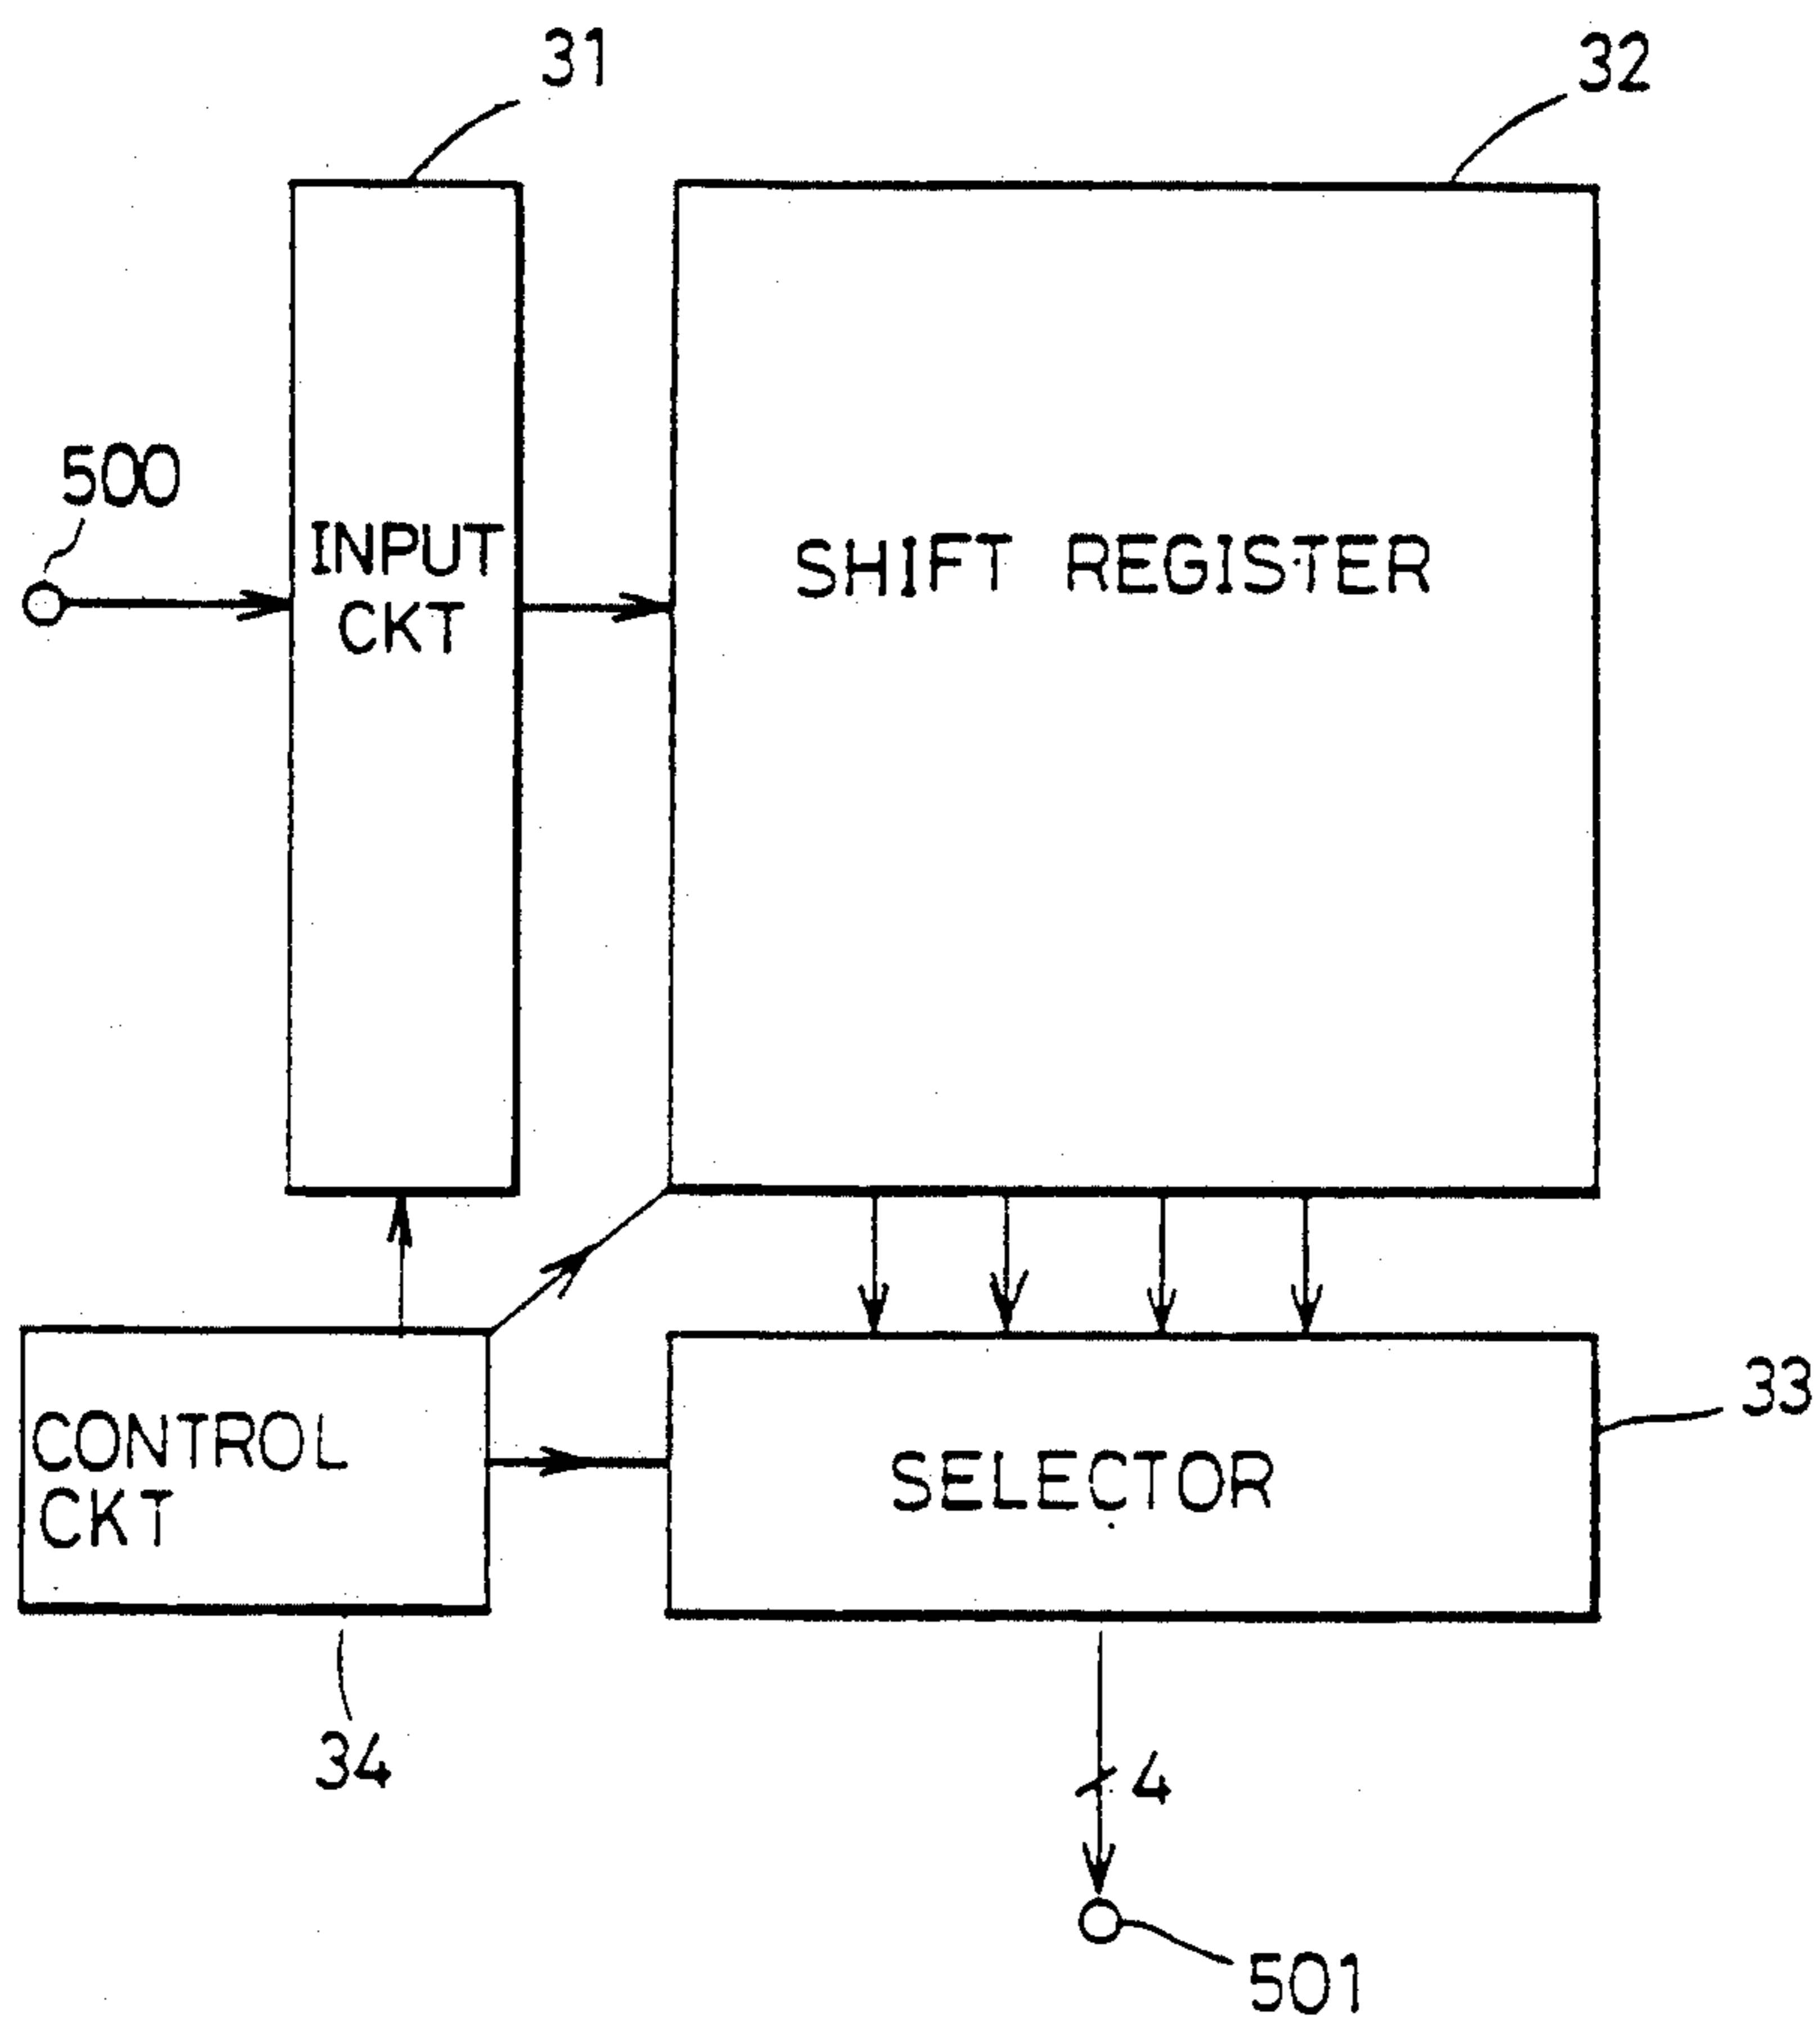 31
32
500
INPUT
CKT
SHIFT REGISTER
33
CONTROL
CKT
SELECTOR
34
4
501